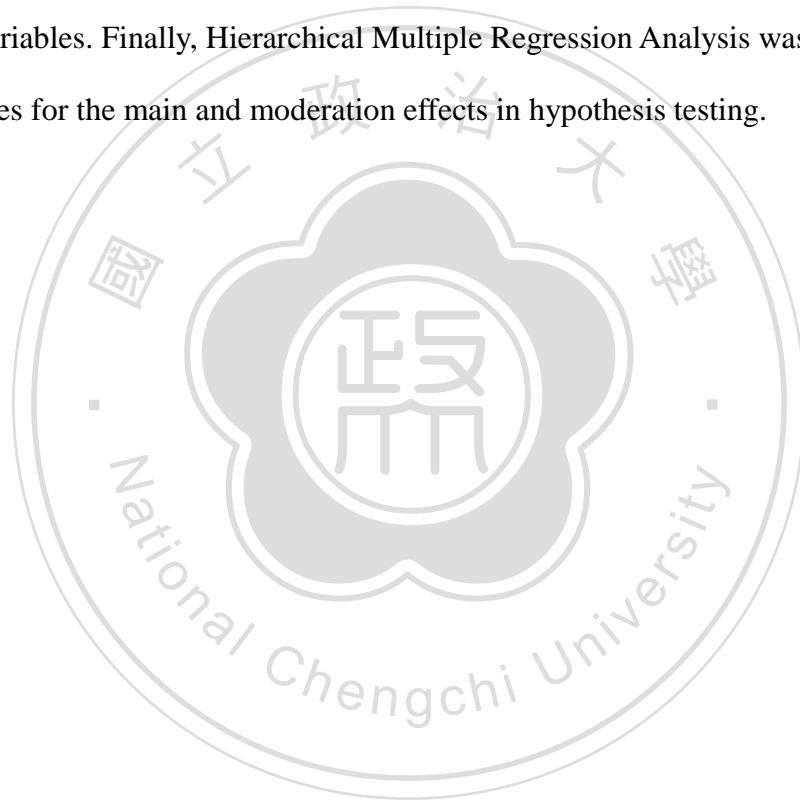 riables. Finally, Hierarchical Multiple Regression Analysis was
es for the main and moderation effects in hypothesis testing.
國立政治大學
政
National Chengchi University